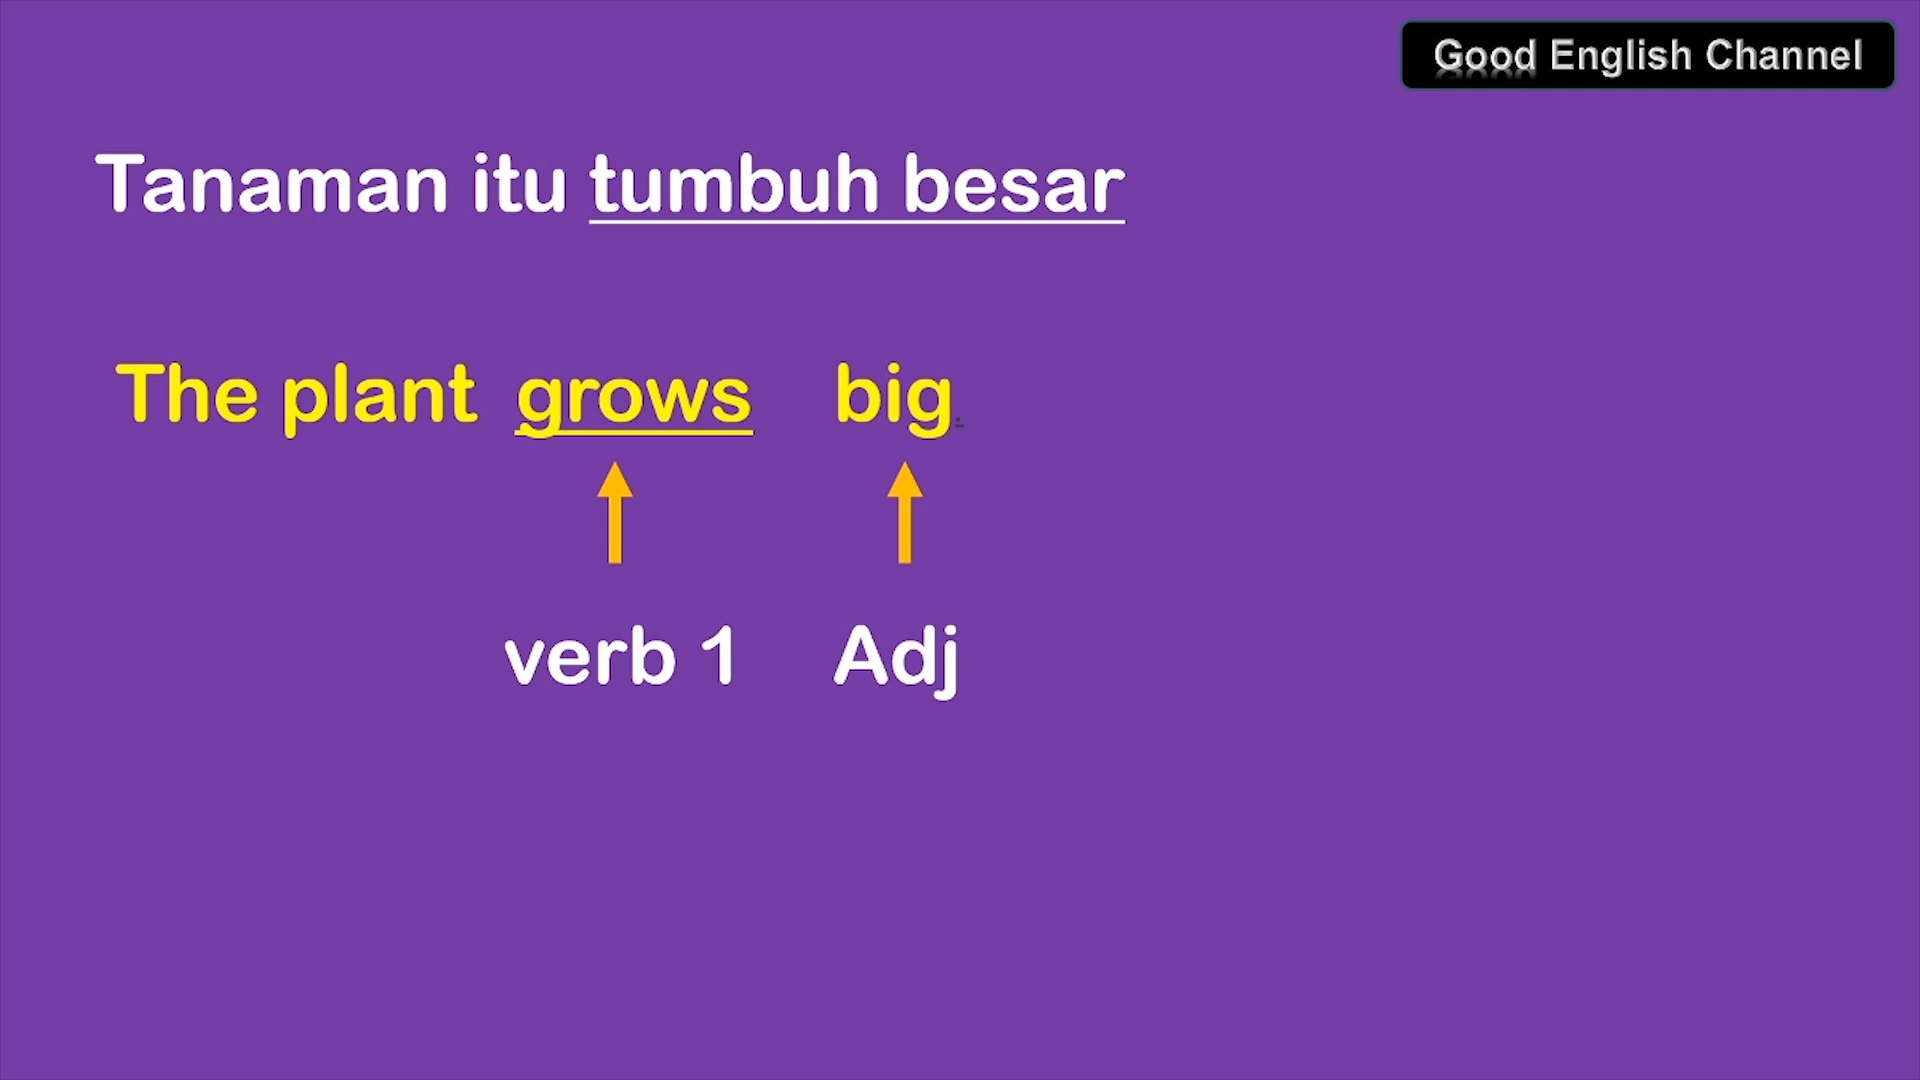 Good English Channel
Tanaman itu tumbuh besar
The plant grows big.
verb 1 Adj